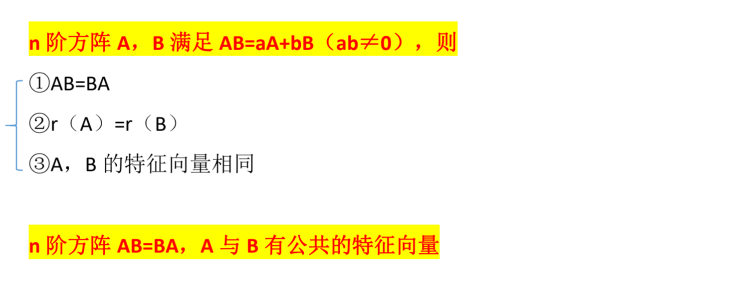 n 阶方阵 A，B 满足 AB=aA+bB（ab≠0），则
①AB=BA
②r（A）=r（B）
③A，B 的特征向量相同
n 阶方阵 AB=BA，A 与 B 有公共的特征向量